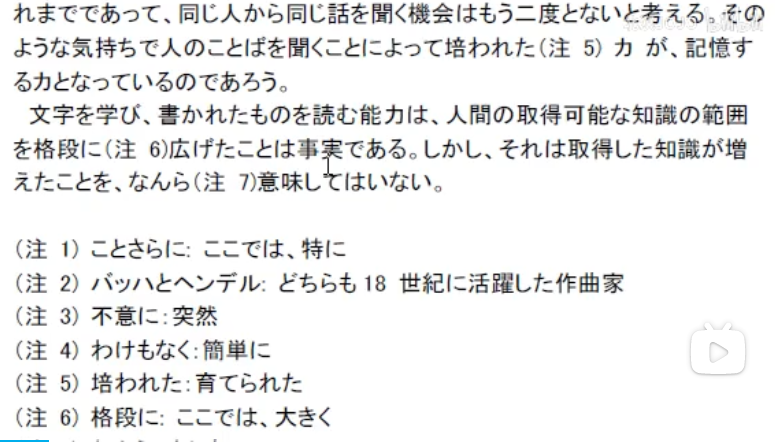 れまでであって、同じ人から同じ話を聞く機会はもう二度とないと考える。その
ような気持ちで人のことばを聞くことによって培われた(注 5) 力 が、記憶す
る力となっているのであろう。
文字を学び、書かれたものを読む能力は、人間の取得可能な知識の範囲
を格段に(注 6)広げたことは事実である。しかし、それは取得した知識が増
えたことを、なんら(注 7)意味してはいない。
(注 1) ことさらに: ここでは、特に
(注 2) バッハとヘンデル: どちらも 18 世紀に活躍した作曲家
(注 3) 不意に:突然
(注 4) わけもなく:簡単に
(注 5) 培われた:育てられた
(注 6) 格段に: ここでは、大きく